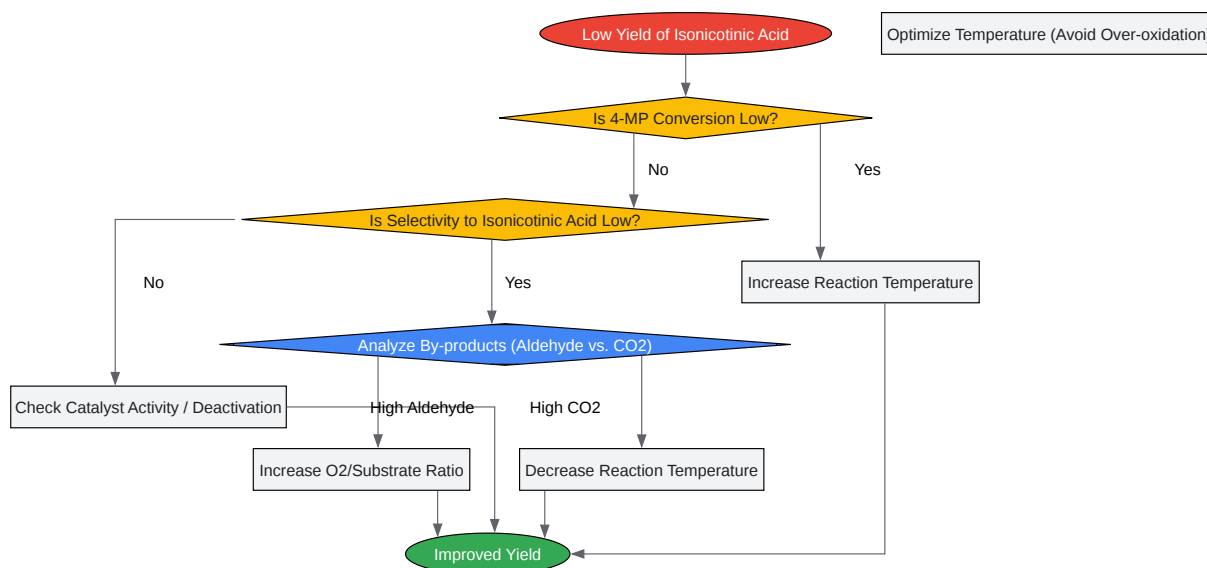 Low Yield of Isonicotinic Acid
Optimize Temperature (Avoid Over-oxidation)
Is 4-MP Conversion Low?
No
Yes
Is Selectivity to Isonicotinic Acid Low?
No
Yes
Increase Reaction Temperature
Analyze By-products (Aldehyde vs. CO2)
Check Catalyst Activity / Deactivation
High Aldehyde
High CO2
Increase O2/Substrate Ratio
Decrease Reaction Temperature
Improved Yield